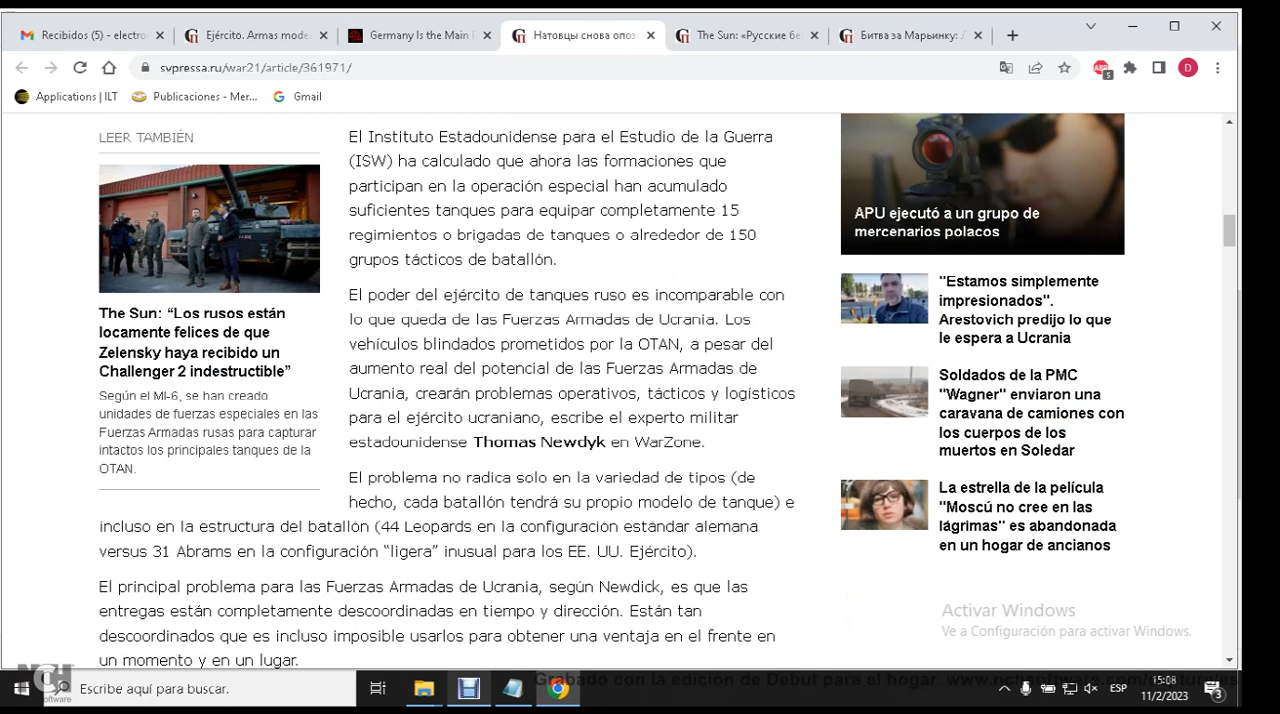 Recibidos (5) - electro
Ejército. Armas mode
Germany Is the Main
Натовцы снова опоз
The Sun: «Русские бе
Битва за Марьинку: Л
svpressa.ru/war21/article/361971/
ABP
5
D
Applications | ILT
Publicaciones - Mer...
Gmail
LEER TAMBIÉN
The Sun: “Los rusos están
locamente felices de que
Zelensky haya recibido un
Challenger 2 indestructible”
Según el MI-6, se han creado
unidades de fuerzas especiales en las
Fuerzas Armadas rusas para capturar
intactos los principales tanques de la
OTAN.
El Instituto Estadounidense para el Estudio de la Guerra
(ISW) ha calculado que ahora las formaciones que
participan en la operación especial han acumulado
suficientes tanques para equipar completamente 15
regimientos o brigadas de tanques o alrededor de 150
grupos tácticos de batallón.
El poder del ejército de tanques ruso es incomparable con
lo que queda de las Fuerzas Armadas de Ucrania. Los
vehículos blindados prometidos por la OTAN, a pesar del
aumento real del potencial de las Fuerzas Armadas de
Ucrania, crearán problemas operativos, tácticos y logísticos
para el ejército ucraniano, escribe el experto militar
estadounidense Thomas Newdyk en WarZone.
El problema no radica solo en la variedad de tipos (de
hecho, cada batallón tendrá su propio modelo de tanque) e
incluso en la estructura del batallón (44 Leopards en la configuración estándar alemana
versus 31 Abrams en la configuración “ligera” inusual para los EE. UU. Ejército).
El principal problema para las Fuerzas Armadas de Ucrania, según Newdick, es que las
entregas están completamente descoordinadas en tiempo y dirección. Están tan
descoordinados que es incluso imposible usarlos para obtener una ventaja en el frente en
un momento y en un lugar.
APU ejecutó a un grupo de
mercenarios polacos
"Estamos simplemente
impresionados".
Arestovich predijo lo que
le espera a Ucrania
Soldados de la PMC
"Wagner" enviaron una
caravana de camiones con
los cuerpos de los
muertos en Soledar
La estrella de la película
"Moscú no cree en las
lágrimas" es abandonada
en un hogar de ancianos
Activar Windows
Ve a Configuración para activar Windows.
NCH
Software
Escribe aquí para buscar.
Grabado con la edición de Debut para el hogar. www.nchsoftware.com/capture/es
ESP
15:08
11/2/2023
3